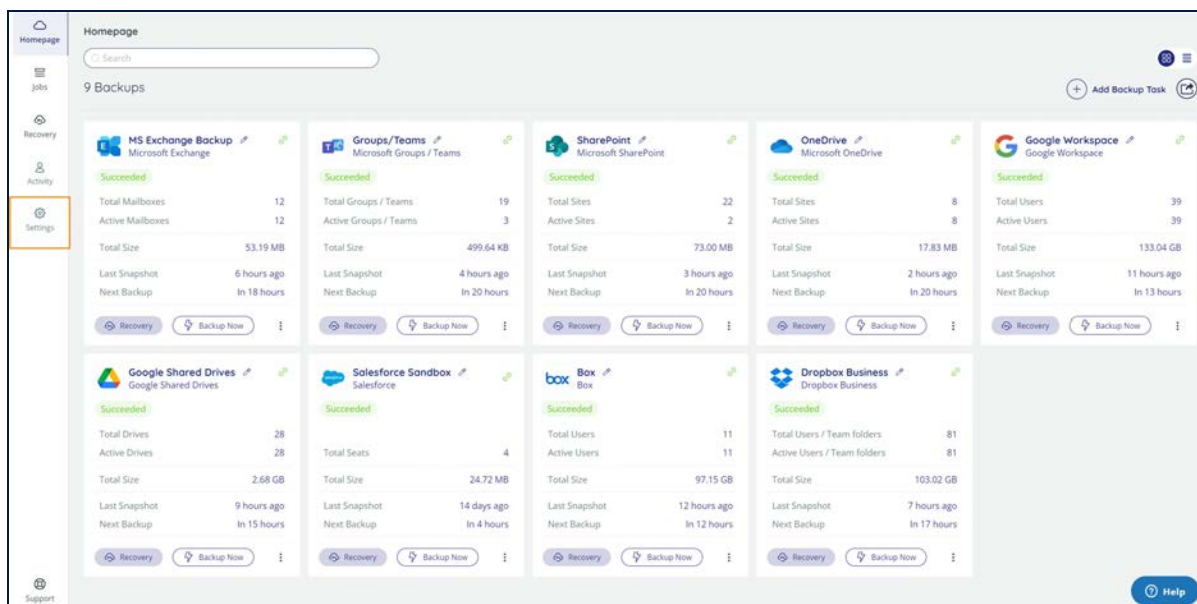 Homepage
Homepage
Search
9 Backups
Add Backup Task
Jobs
Recovery
Activity
Settings
Support
MS Exchange Backup
Microsoft Exchange
Succeeded
Total Mailboxes 12
Active Mailboxes 12
Total Size 53.19 MB
Last Snapshot 6 hours ago
Next Backup In 18 hours
Recovery Backup Now
Groups/Teams
Microsoft Groups / Teams
Succeeded
Total Groups / Teams 19
Active Groups / Teams 3
Total Size 499.64 KB
Last Snapshot 4 hours ago
Next Backup In 20 hours
Recovery Backup Now
SharePoint
Microsoft SharePoint
Succeeded
Total Sites 22
Active Sites 2
Total Size 73.00 MB
Last Snapshot 3 hours ago
Next Backup In 20 hours
Recovery Backup Now
OneDrive
Microsoft OneDrive
Succeeded
Total Sites 8
Active Sites 8
Total Size 17.83 MB
Last Snapshot 2 hours ago
Next Backup In 20 hours
Recovery Backup Now
Google Workspace
Google Workspace
Succeeded
Total Users 39
Active Users 39
Total Size 133.04 GB
Last Snapshot 11 hours ago
Next Backup In 13 hours
Recovery Backup Now
Google Shared Drives
Google Shared Drives
Succeeded
Total Drives 28
Active Drives 28
Total Size 2.68 GB
Last Snapshot 9 hours ago
Next Backup In 15 hours
Recovery Backup Now
Salesforce Sandbox
Salesforce
Succeeded
Total Seats 4
Total Size 24.72 MB
Last Snapshot 14 days ago
Next Backup In 4 hours
Recovery Backup Now
box Box
Box
Succeeded
Total Users 11
Active Users 11
Total Size 97.15 GB
Last Snapshot 12 hours ago
Next Backup In 12 hours
Recovery Backup Now
Dropbox Business
Dropbox Business
Succeeded
Total Users / Team folders 81
Active Users / Team folders 81
Total Size 103.02 GB
Last Snapshot 7 hours ago
Next Backup In 17 hours
Recovery Backup Now
Help